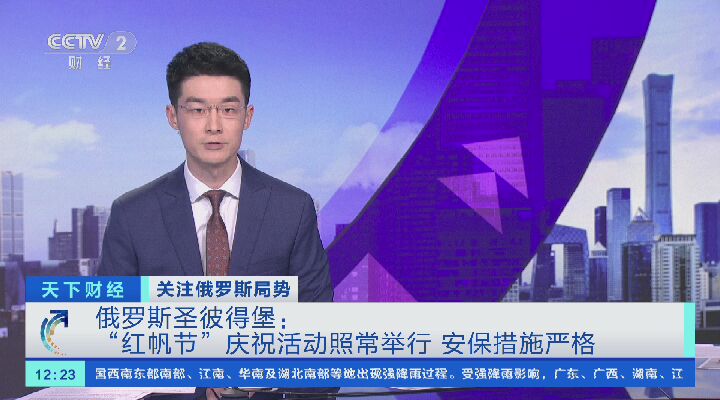 CCTV 2
财经
天下财经
关注俄罗斯局势
俄罗斯圣彼得堡：
“红帆节”庆祝活动照常举行 安保措施严格
12:23
国西南东部南部、江南、华南及湖北南部等地出现强降雨过程。受强降雨影响，广东、广西、湖南、江